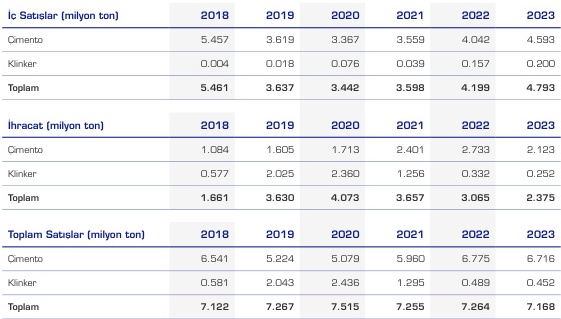 İç Satışlar (milyon ton) 2018 2019 2020 2021 2022 2023
Çimento 5.457 3.619 3.367 3.559 4.042 4.593
Klinker 0.004 0.018 0.076 0.039 0.157 0.200
Toplam 5.461 3.637 3.442 3.598 4.199 4.793
İhracat (milyon ton) 2018 2019 2020 2021 2022 2023
Çimento 1.084 1.605 1.713 2.401 2.733 2.123
Klinker 0.577 2.025 2.360 1.256 0.332 0.252
Toplam 1.661 3.630 4.073 3.657 3.065 2.375
Toplam Satışlar (milyon ton) 2018 2019 2020 2021 2022 2023
Çimento 6.541 5.224 5.079 5.960 6.775 6.716
Klinker 0.581 2.043 2.436 1.295 0.489 0.452
Toplam 7.122 7.267 7.515 7.255 7.264 7.168